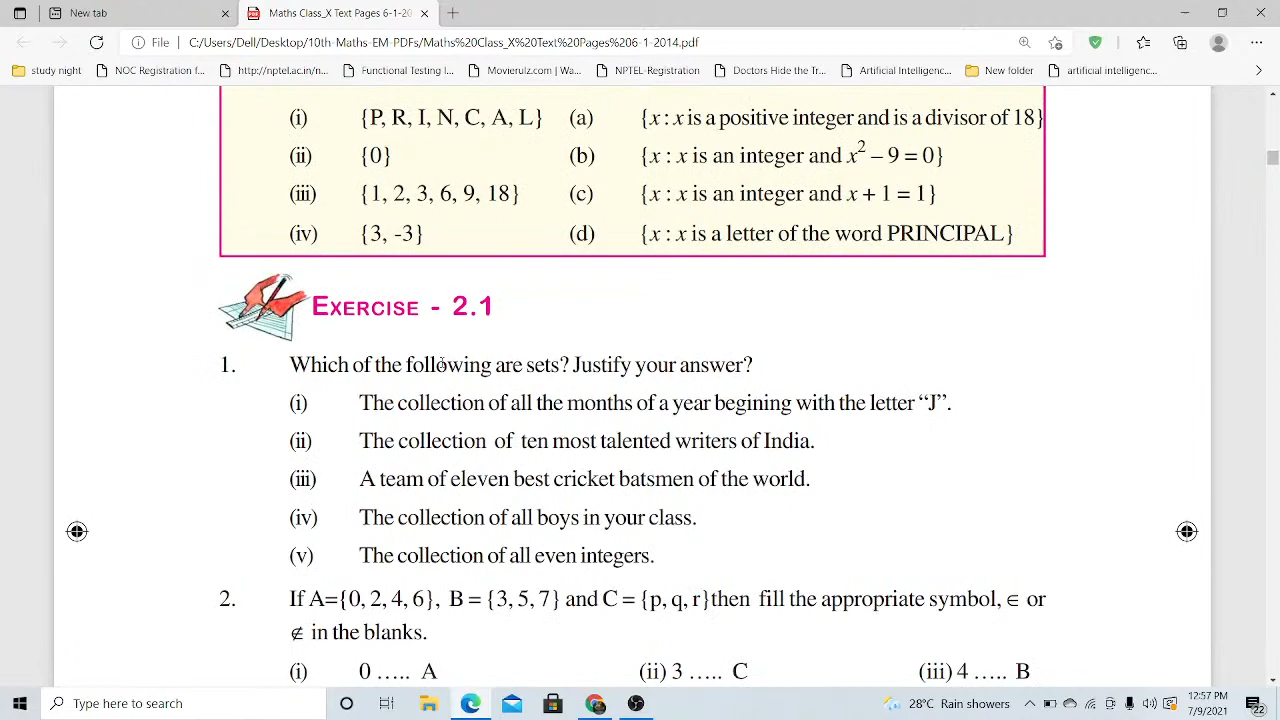 New tab
Maths Class_X Text Pages 6-1-20
File C:/Users/Dell/Desktop/10th-Maths-EM-PDFs/Maths%20Class_X%20Text%20Pages%206-1-2014.pdf
study night NOC Registration f... http://nptel.ac.in/n... Functional Testing I... Movierulz.com | Wa... NPTEL-Registration Doctors Hide the Tr... Artificial Intelligenc... New folder artificial intelligenc...
(i) {P, R, I, N, C, A, L} (a) {x : x is a positive integer and is a divisor of 18}
(ii) {0} (b) {x : x is an integer and x² – 9 = 0}
(iii) {1, 2, 3, 6, 9, 18} (c) {x : x is an integer and x + 1 = 1}
(iv) {3, -3} (d) {x : x is a letter of the word PRINCIPAL}
EXERCISE - 2.1
1. Which of the following are sets? Justify your answer?
(i) The collection of all the months of a year begining with the letter “J”.
(ii) The collection of ten most talented writers of India.
(iii) A team of eleven best cricket batsmen of the world.
(iv) The collection of all boys in your class.
(v) The collection of all even integers.
2. If A={0, 2, 4, 6}, B = {3, 5, 7} and C = {p, q, r}then fill the appropriate symbol, ∈ or
∉ in the blanks.
(i) 0 ….. A (ii) 3 ….. C (iii) 4 ….. B
Type here to search
28°C Rain showers
12:57 PM
7/9/2021
22